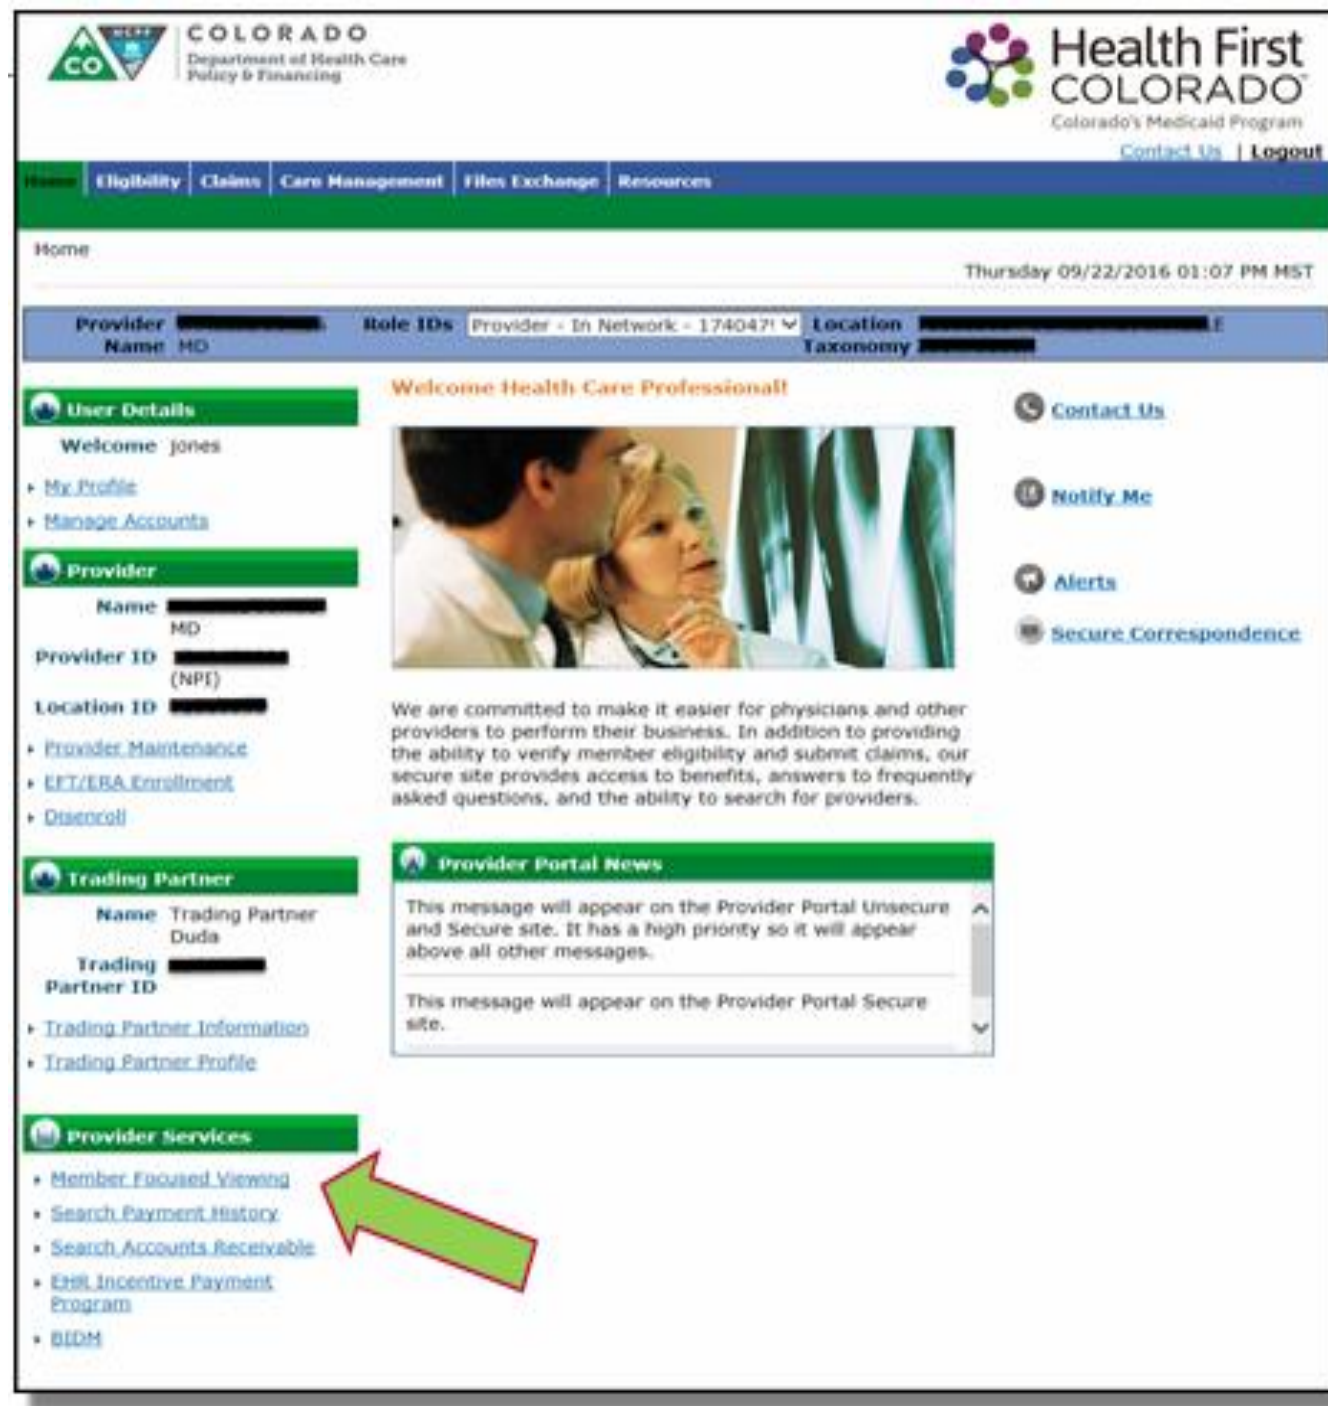 CO
HCPF
COLORADO
Department of Health Care
Policy & Financing
Health First
COLORADO
Colorado's Medicaid Program
Contact Us | Logout
Home Eligibility Claims Care Management Files Exchange Resources
Home
Thursday 09/22/2016 01:07 PM MST
Provider Name MD
Role IDs Provider - In Network - 174047
Location
Taxonomy
User Details
Welcome jones
My Profile
Manage Accounts
Provider
Name
MD
Provider ID
(NPI)
Location ID
Provider Maintenance
EFT/ERA Enrollment
Disenroll
Trading Partner
Name Trading Partner
Duda
Trading
Partner ID
Trading Partner Information
Trading Partner Profile
Provider Services
Member Focused Viewing
Search Payment History
Search Accounts Receivable
EHR Incentive Payment
Program
BIDM
Welcome Health Care Professional!
We are committed to make it easier for physicians and other
providers to perform their business. In addition to providing
the ability to verify member eligibility and submit claims, our
secure site provides access to benefits, answers to frequently
asked questions, and the ability to search for providers.
Provider Portal News
This message will appear on the Provider Portal Unsecure
and Secure site. It has a high priority so it will appear
above all other messages.
This message will appear on the Provider Portal Secure
site.
Contact Us
Notify Me
Alerts
Secure Correspondence